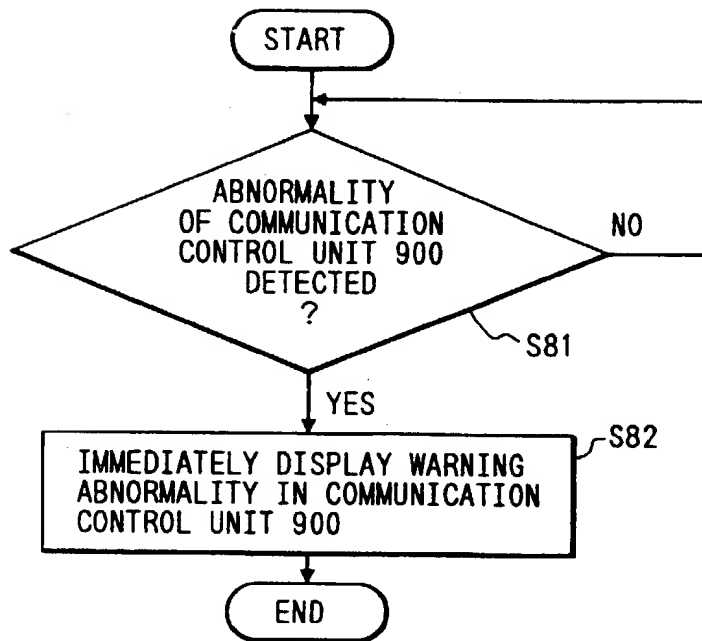 START
ABNORMALITY
OF COMMUNICATION
CONTROL UNIT 900
DETECTED
?
NO
S81
YES
S82
IMMEDIATELY DISPLAY WARNING
ABNORMALITY IN COMMUNICATION
CONTROL UNIT 900
END